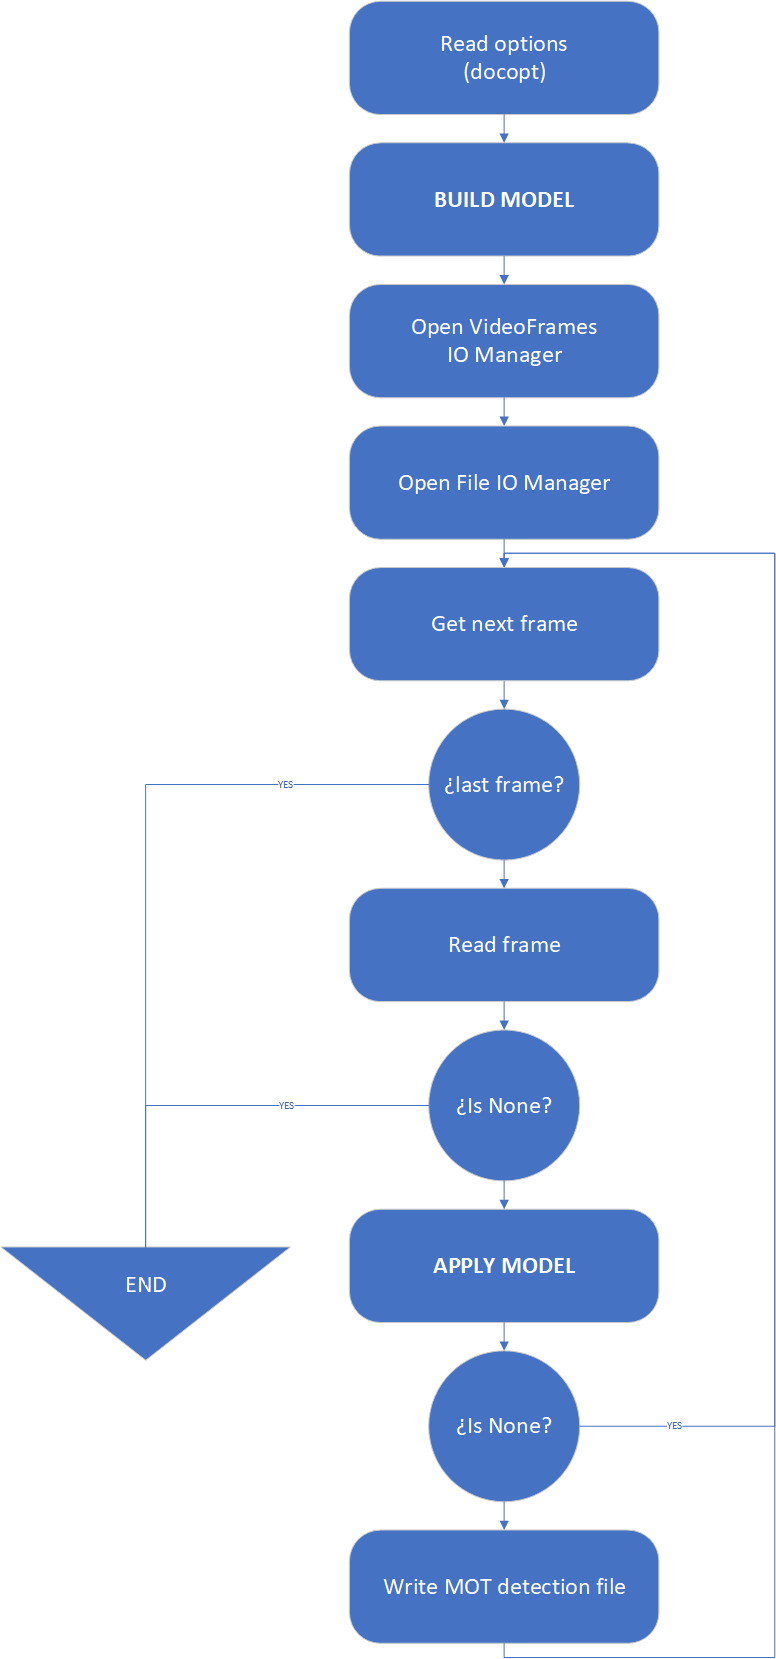 Read options
(docopt)
BUILD MODEL
Open VideoFrames
IO Manager
Open File IO Manager
Get next frame
¿last frame?
YES
Read frame
¿Is None?
YES
APPLY MODEL
END
¿Is None?
YES
Write MOT detection file